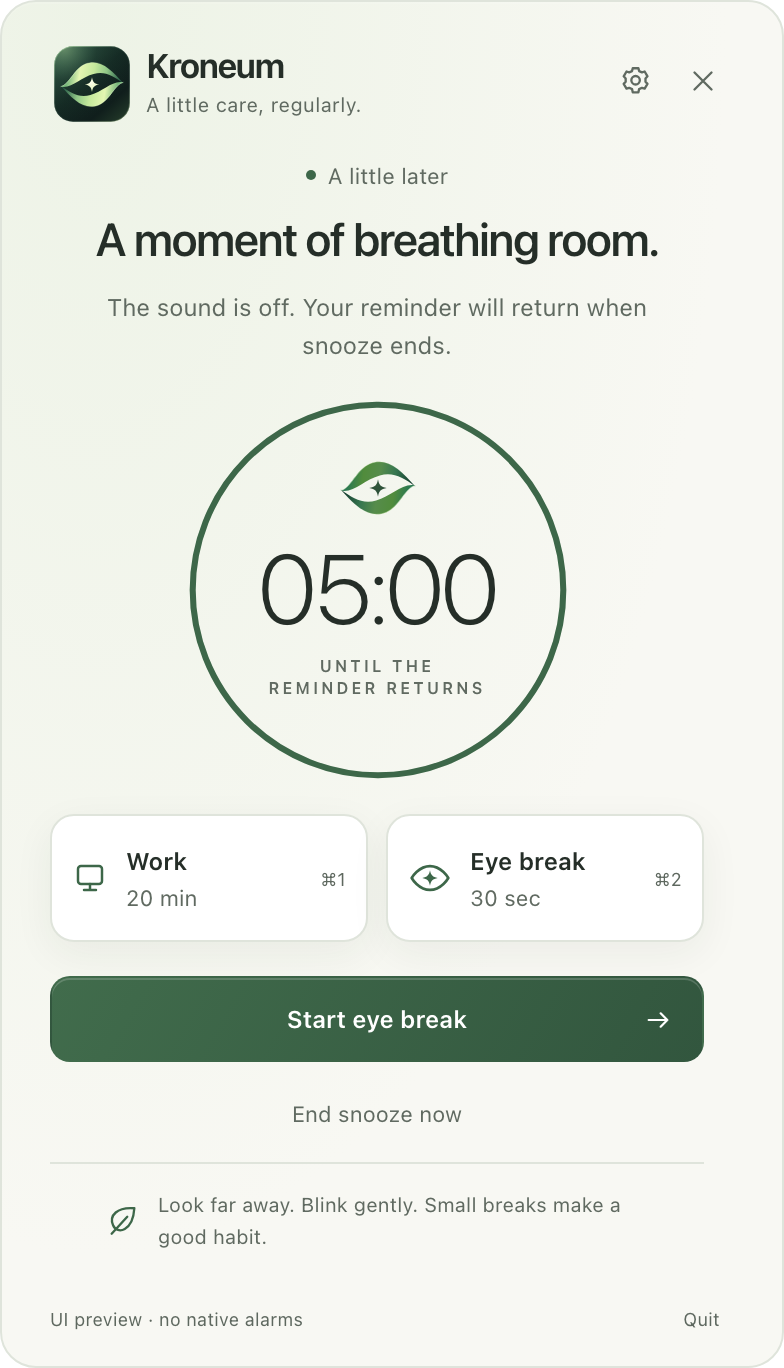 Kroneum
A little care, regularly.
A little later
A moment of breathing room.
The sound is off. Your reminder will return when
snooze ends.
05:00
UNTIL THE
REMINDER RETURNS
Work
20 min
⌘1
Eye break
30 sec
⌘2
Start eye break
End snooze now
Look far away. Blink gently. Small breaks make a
good habit.
UI preview · no native alarms
Quit